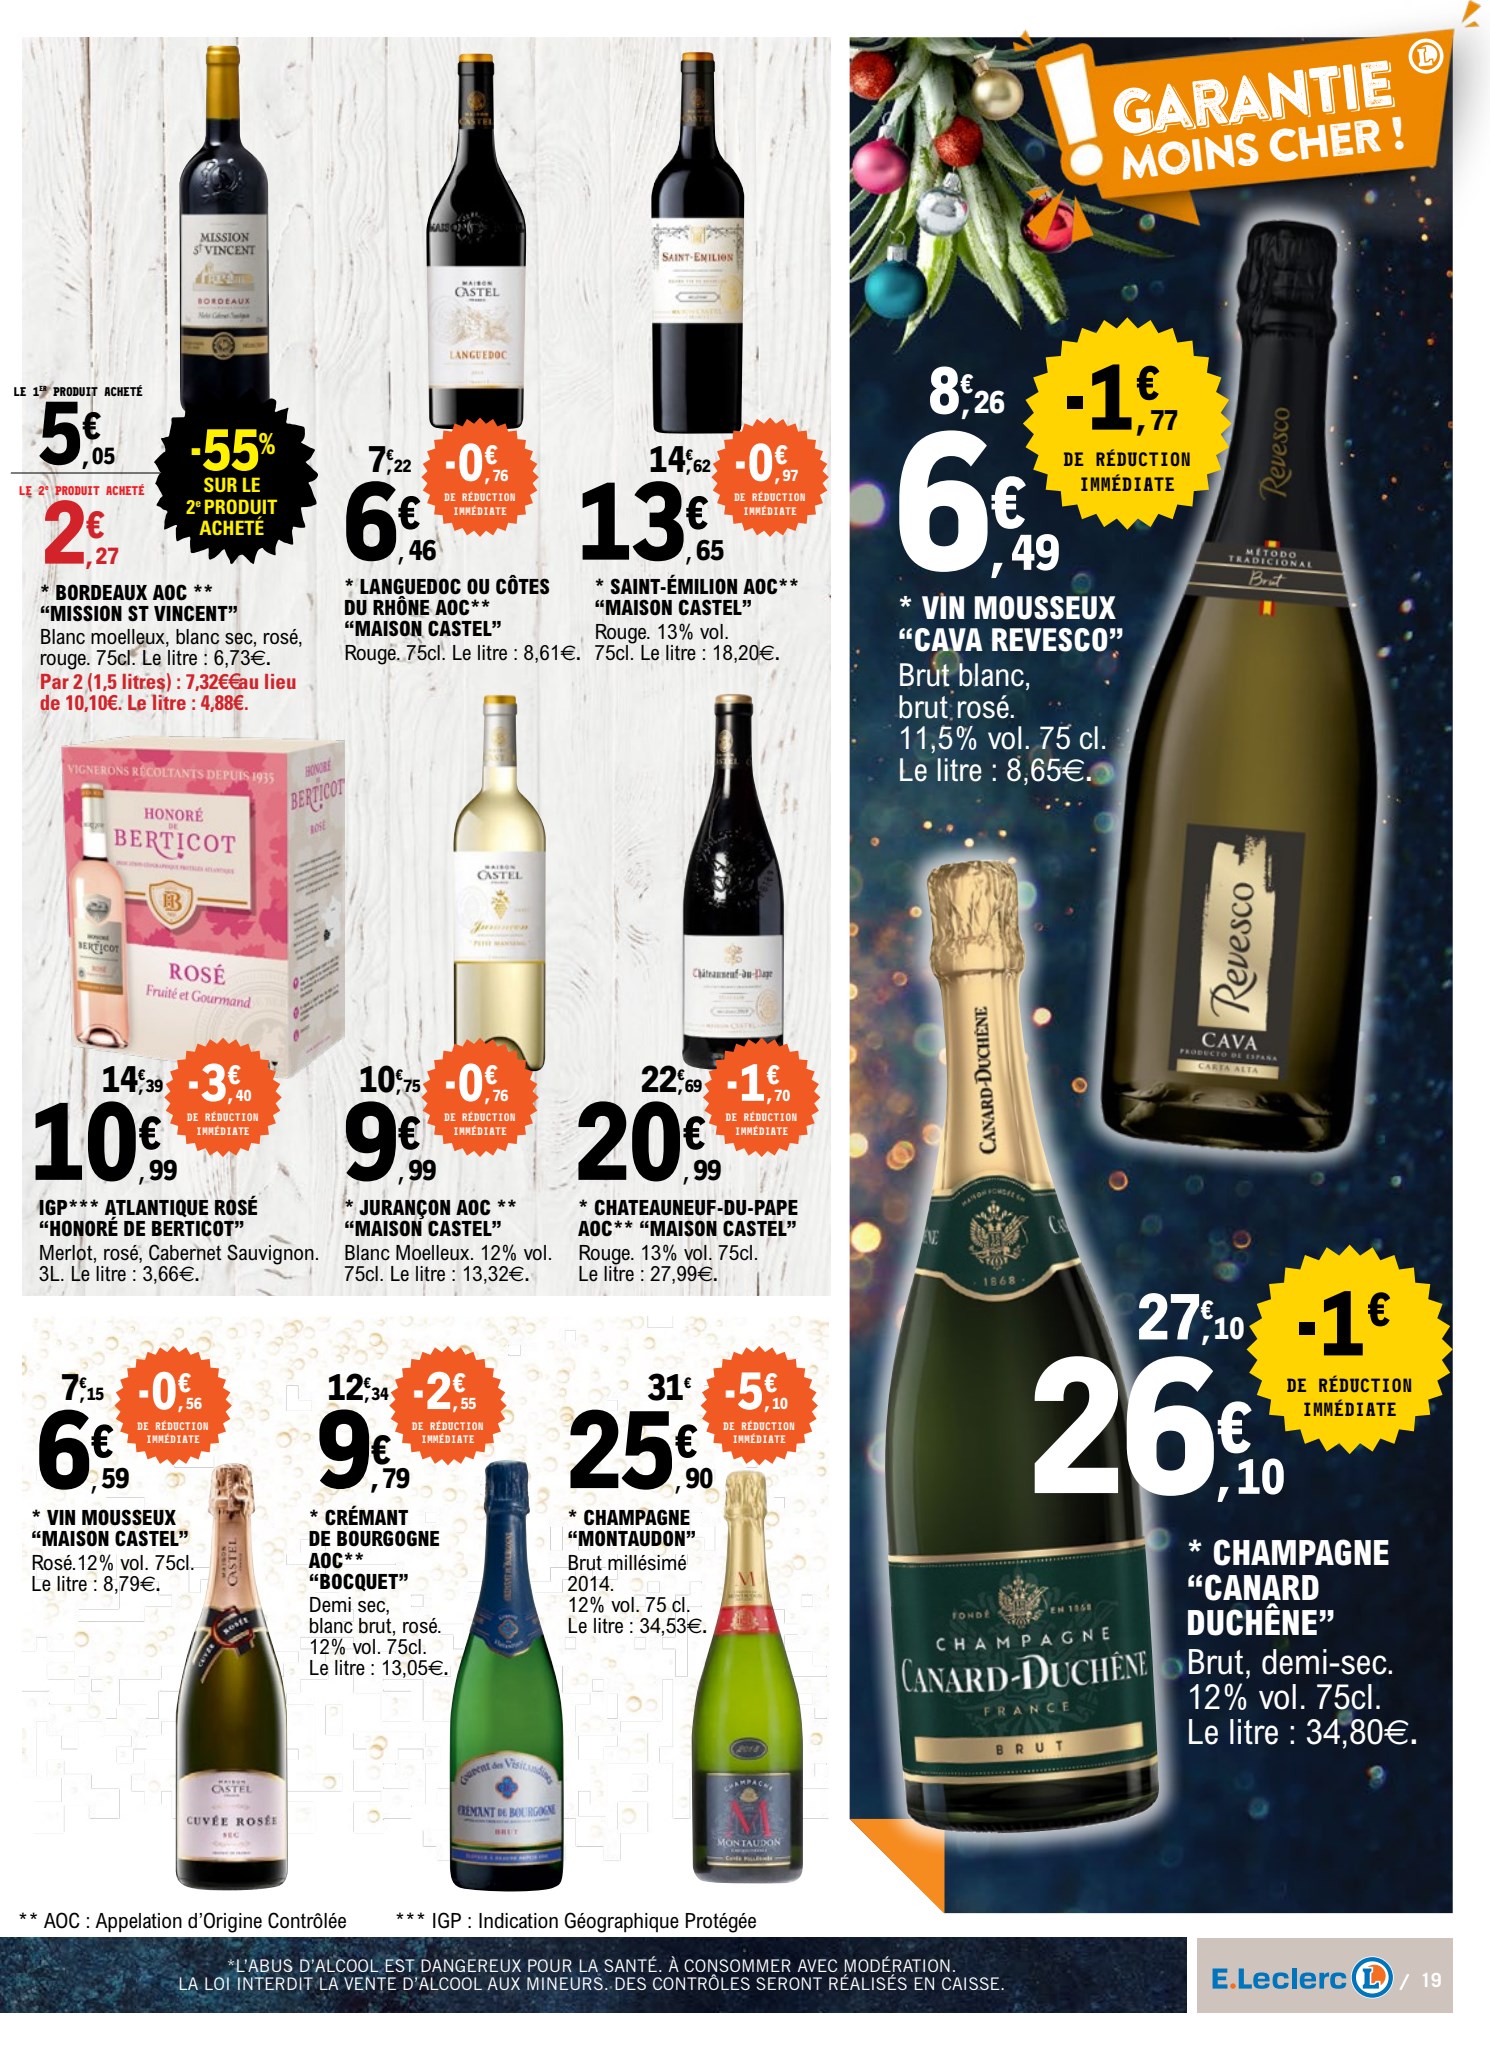 GARANTIE
MOINS CHER !
MISSION
ST VINCENT
BORDEAUX
MAISON
CASTEL
LANGUEDOC
SAINT-EMILION
LE 1ER PRODUIT ACHETÉ
5€,05
LE 2E PRODUIT ACHETÉ
2€,27
-55%
SUR LE
2e PRODUIT
ACHETÉ
* BORDEAUX AOC **
“MISSION ST VINCENT”
Blanc moelleux, blanc sec, rosé,
rouge. 75cl. Le litre : 6,73€.
Par 2 (1,5 litres) : 7,32€€au lieu
de 10,10€. Le litre : 4,88€.
7€,22
-0€,76
DE RÉDUCTION
IMMÉDIATE
6€,46
* LANGUEDOC OU CÔTES
DU RHÔNE AOC**
“MAISON CASTEL”
Rouge. 75cl. Le litre : 8,61€.
14€,62
-0€,97
DE RÉDUCTION
IMMÉDIATE
13€,65
* SAINT-ÉMILION AOC**
“MAISON CASTEL”
Rouge. 13% vol.
75cl. Le litre : 18,20€.
VIGNERONS RÉCOLTANTS DEPUIS 1935
HONORÉ
DE
BERTICOT
ROSÉ
Fruité et Gourmand
HONORÉ
DE
BERTICOT
ROSÉ
BERTICOT
MAISON
CASTEL
Jurançon
PETIT MANSENG
Châteauneuf-du-Pape
14€,39
-3€,40
DE RÉDUCTION
IMMÉDIATE
10€,99
IGP*** ATLANTIQUE ROSÉ
“HONORÉ DE BERTICOT”
Merlot, rosé, Cabernet Sauvignon.
3L. Le litre : 3,66€.
10€,75
-0€,76
DE RÉDUCTION
IMMÉDIATE
9€,99
* JURANÇON AOC **
“MAISON CASTEL”
Blanc Moelleux. 12% vol.
75cl. Le litre : 13,32€.
22€,69
-1€,70
DE RÉDUCTION
IMMÉDIATE
20€,99
* CHATEAUNEUF-DU-PAPE
AOC** “MAISON CASTEL”
Rouge. 13% vol. 75cl.
Le litre : 27,99€.
7€,15
-0€,56
DE RÉDUCTION
IMMÉDIATE
6€,59
* VIN MOUSSEUX
“MAISON CASTEL”
Rosé.12% vol. 75cl.
Le litre : 8,79€.
MAISON
CASTEL
CUVÉE ROSÉE
SEC
12€,34
-2€,55
DE RÉDUCTION
IMMÉDIATE
9€,79
* CRÉMANT
DE BOURGOGNE
AOC**
“BOCQUET”
Demi sec,
blanc brut, rosé.
12% vol. 75cl.
Le litre : 13,05€.
Couvent des Visitandines
CRÉMANT DE BOURGOGNE
BRUT
31€
-5€,10
DE RÉDUCTION
IMMÉDIATE
25€,90
* CHAMPAGNE
“MONTAUDON”
Brut millésimé
2014.
12% vol. 75 cl.
Le litre : 34,53€.
CHAMPAGNE
M
MONTAUDON
8€,26
-1€,77
DE RÉDUCTION
IMMÉDIATE
6€,49
* VIN MOUSSEUX
“CAVA REVESCO”
Brut blanc,
brut rosé.
11,5% vol. 75 cl.
Le litre : 8,65€.
Revesco
MÉTODO
TRADICIONAL
Brut
Revesco
CAVA
PRODUCTO DE ESPAÑA
CARTA ALTA
CANARD-DUCHÊNE
1868
FONDÉ EN 1868
CHAMPAGNE
CANARD-DUCHÊNE
FRANCE
BRUT
27€,10
-1€
DE RÉDUCTION
IMMÉDIATE
26€,10
* CHAMPAGNE
“CANARD
DUCHÊNE”
Brut, demi-sec.
12% vol. 75cl.
Le litre : 34,80€.
** AOC : Appelation d’Origine Contrôlée
*** IGP : Indication Géographique Protégée
*L’ABUS D’ALCOOL EST DANGEREUX POUR LA SANTÉ. À CONSOMMER AVEC MODÉRATION.
LA LOI INTERDIT LA VENTE D’ALCOOL AUX MINEURS. DES CONTRÔLES SERONT RÉALISÉS EN CAISSE.
E.Leclerc L / 19